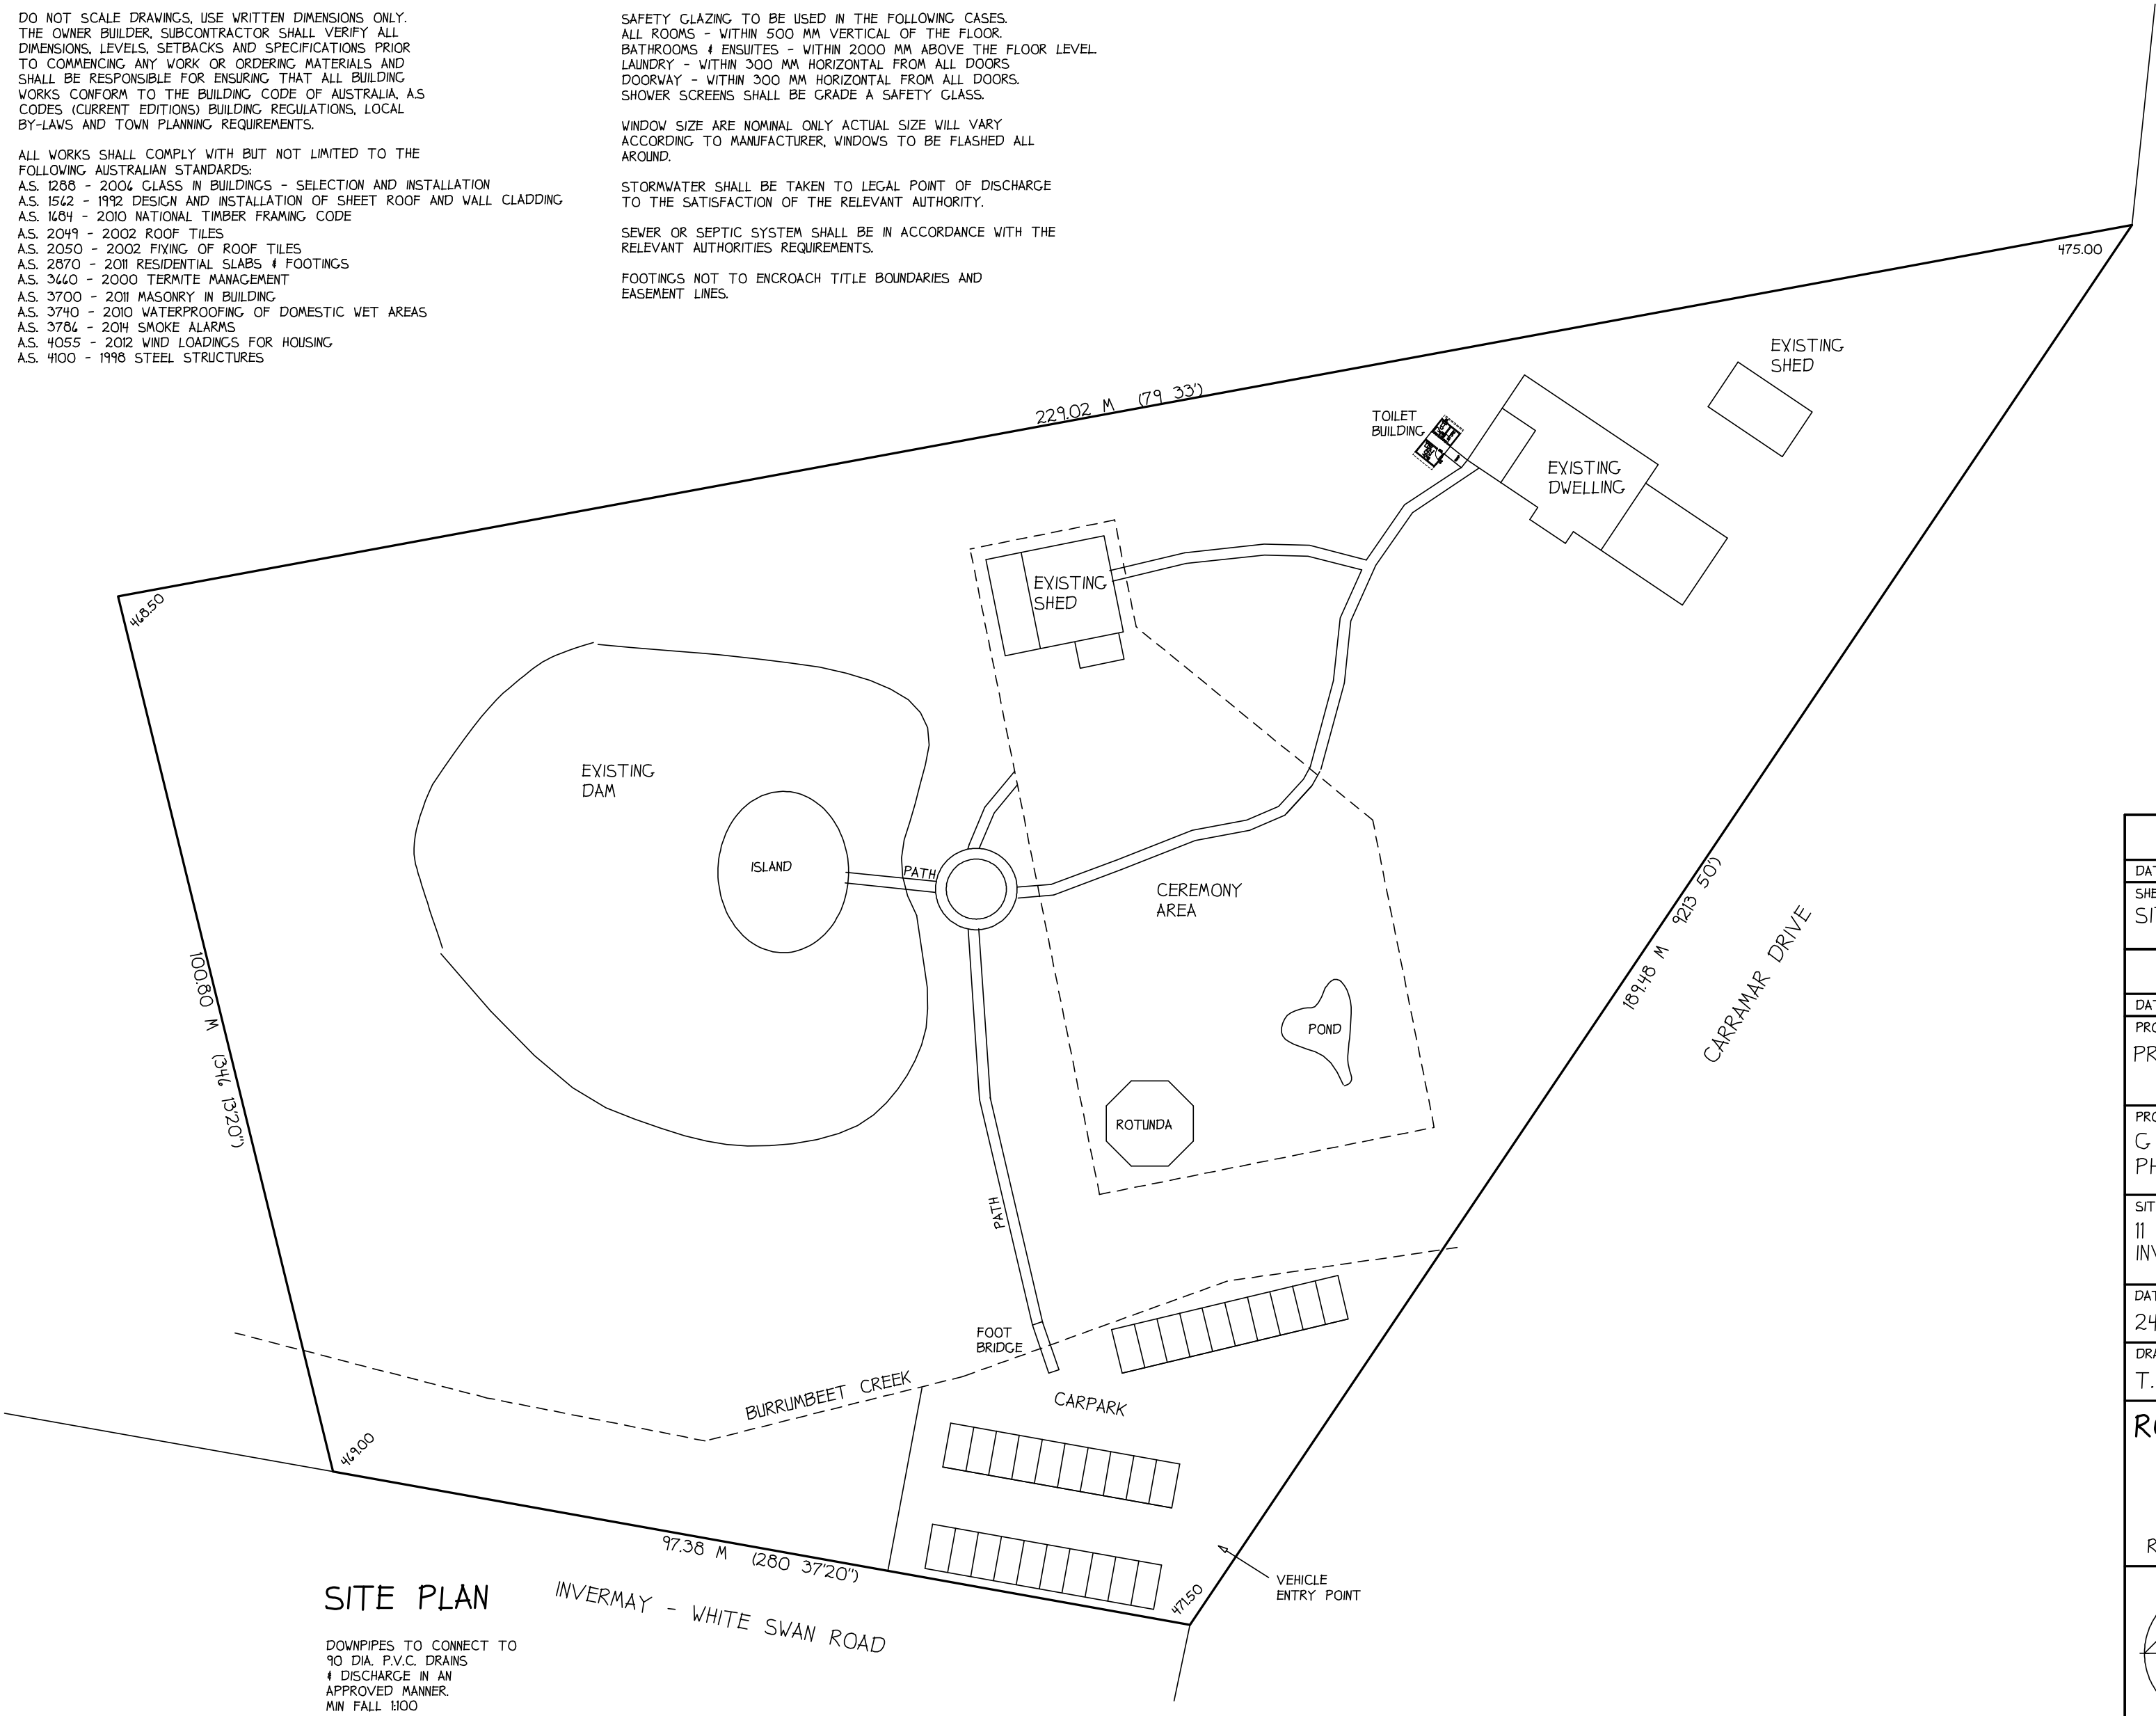 DO NOT SCALE DRAWINGS, USE WRITTEN DIMENSIONS ONLY.
THE OWNER BUILDER, SUBCONTRACTOR SHALL VERIFY ALL
DIMENSIONS, LEVELS, SETBACKS AND SPECIFICATIONS PRIOR
TO COMMENCING ANY WORK OR ORDERING MATERIALS AND
SHALL BE RESPONSIBLE FOR ENSURING THAT ALL BUILDING
WORKS CONFORM TO THE BUILDING CODE OF AUSTRALIA, A.S
CODES (CURRENT EDITIONS) BUILDING REGULATIONS, LOCAL
BY-LAWS AND TOWN PLANNING REQUIREMENTS.
ALL WORKS SHALL COMPLY WITH BUT NOT LIMITED TO THE
FOLLOWING AUSTRALIAN STANDARDS:
A.S. 1288 - 2006 GLASS IN BUILDINGS - SELECTION AND INSTALLATION
A.S. 1562 - 1992 DESIGN AND INSTALLATION OF SHEET ROOF AND WALL CLADDING
A.S. 1684 - 2010 NATIONAL TIMBER FRAMING CODE
A.S. 2049 - 2002 ROOF TILES
A.S. 2050 - 2002 FIXING OF ROOF TILES
A.S. 2870 - 2011 RESIDENTIAL SLABS & FOOTINGS
A.S. 3660 - 2000 TERMITE MANAGEMENT
A.S. 3700 - 2011 MASONRY IN BUILDING
A.S. 3740 - 2010 WATERPROOFING OF DOMESTIC WET AREAS
A.S. 3786 - 2014 SMOKE ALARMS
A.S. 4055 - 2012 WIND LOADINGS FOR HOUSING
A.S. 4100 - 1998 STEEL STRUCTURES
SAFETY GLAZING TO BE USED IN THE FOLLOWING CASES.
ALL ROOMS - WITHIN 500 MM VERTICAL OF THE FLOOR.
BATHROOMS & ENSUITES - WITHIN 2000 MM ABOVE THE FLOOR LEVEL.
LAUNDRY - WITHIN 300 MM HORIZONTAL FROM ALL DOORS
DOORWAY - WITHIN 300 MM HORIZONTAL FROM ALL DOORS.
SHOWER SCREENS SHALL BE GRADE A SAFETY GLASS.
WINDOW SIZE ARE NOMINAL ONLY ACTUAL SIZE WILL VARY
ACCORDING TO MANUFACTURER, WINDOWS TO BE FLASHED ALL
AROUND.
STORMWATER SHALL BE TAKEN TO LEGAL POINT OF DISCHARGE
TO THE SATISFACTION OF THE RELEVANT AUTHORITY.
SEWER OR SEPTIC SYSTEM SHALL BE IN ACCORDANCE WITH THE
RELEVANT AUTHORITIES REQUIREMENTS.
FOOTINGS NOT TO ENCROACH TITLE BOUNDARIES AND
EASEMENT LINES.
475.00
EXISTING
SHED
229.02 M (79 33')
TOILET
BUILDING
EXISTING
DWELLING
468.50
EXISTING
SHED
EXISTING
DAM
ISLAND
PATH
CEREMONY
AREA
189.48 M 9213 50')
CARRAMAR DRIVE
100.80 M (346 13'20")
POND
ROTUNDA
PATH
FOOT
BRIDGE
BURRUMBEET CREEK
CARPARK
469.00
97.38 M (280 37'20")
471.50
VEHICLE
ENTRY POINT
SITE PLAN
INVERMAY - WHITE SWAN ROAD
DOWNPIPES TO CONNECT TO
90 DIA. P.V.C. DRAINS
& DISCHARGE IN AN
APPROVED MANNER.
MIN FALL 1:100
DAT
SHE
SI
DAT
PRO
PR
PRO
G
PH
SIT
11
INV
DAT
24
DRA
T.
RO
R